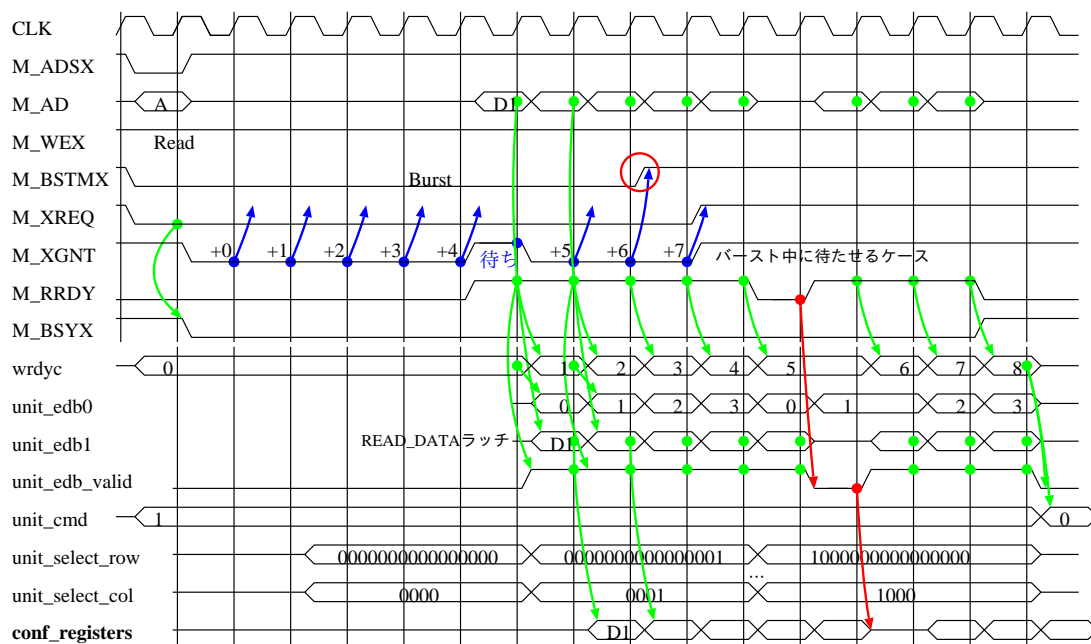 CLK
M_ADSX
M_AD A D1
M_WEX Read
M_BSTMX Burst
M_XREQ
M_XGNT +0 +1 +2 +3 +4 待ち +5 +6 +7 バースト中に待たせるケース
M_RRDY
M_BSYX
wrdyc 0 1 2 3 4 5 6 7 8
unit_edb0 0 1 2 3 0 1 2 3
unit_edb1 READ_DATAラッチ D1
unit_edb_valid
unit_cmd 1 0
unit_select_row 0000000000000000 0000000000000001 1000000000000000
...
unit_select_col 0000 0001 1000
conf_registers D1